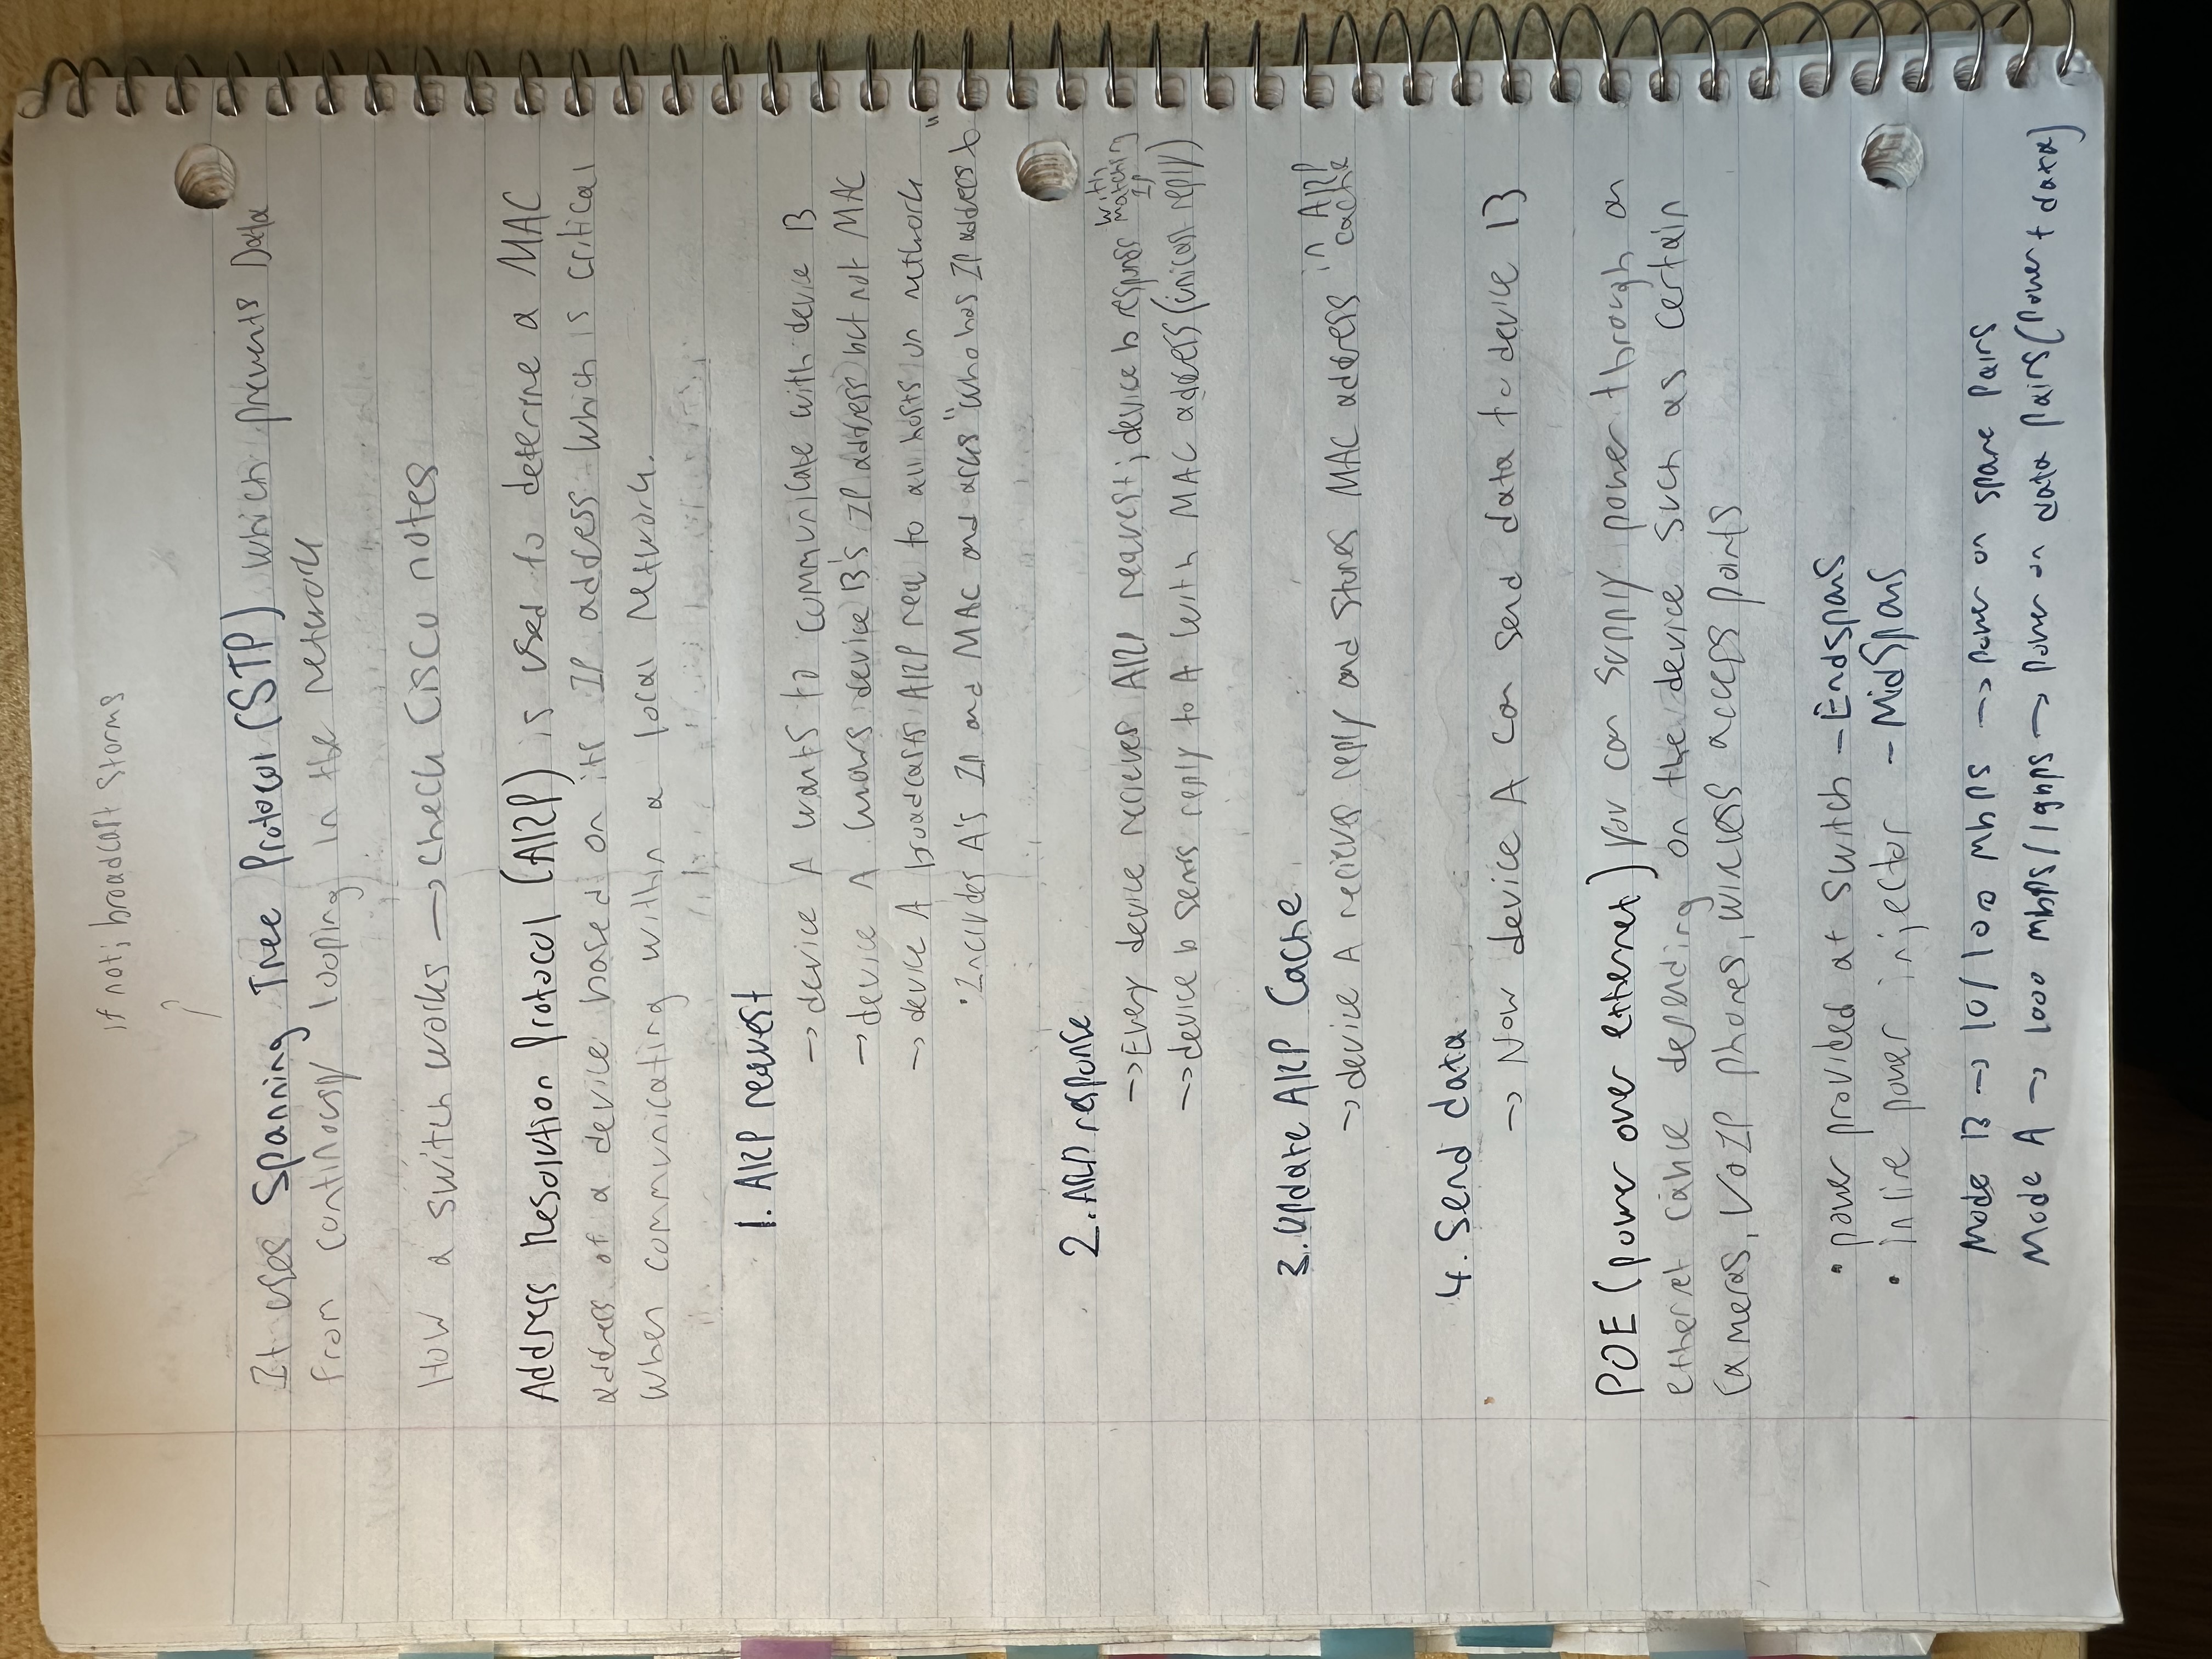 if not; broadcast storms
It uses Spanning Tree Protocol (STP) which prevents Data
from continously looping in the network
How a switch works → check Cisco notes
Address Resolution Protocol (ARP) is used to deterine a MAC
address of a device based on its IP address which is critical
when communicating within a local network.
1. ARP request
→ device A wants to communicate with device B
→ device A knows device B's IP address but not MAC
→ device A broadcasts ARP req to all hosts on network
• Includes A's IP and MAC and asks "who has IP address b"
2. ARP response
→ Every device recieves ARP request; device b responds with matching IP
→ device b sends reply to A with MAC address (unicast reply)
3. Update ARP Cache
→ device A recieves reply and stores MAC address in ARP cache
4. Send data
→ Now device A can send data to device B
POE (power over ethernet) you can supply power through an
ethernet cable depending on the device such as certain
cameras, VoIP phones, wireless access points
• power provided at switch - Endspans
• inline power injector - MidSpans
Mode B → 10/100 mbps → power on spare pairs
Mode A → 1000 mbps/1gbps → power on data pairs (power + data)